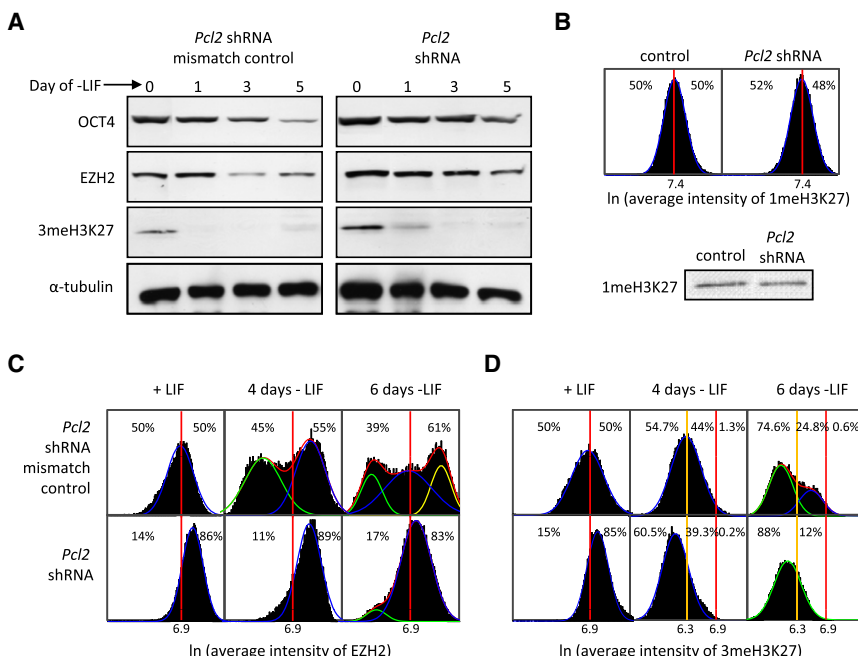 A
Pcl2 shRNA
mismatch control
Pcl2
shRNA
Day of -LIF
0 1 3 5 0 1 3 5
OCT4
EZH2
3meH3K27
α-tubulin
B
control Pcl2 shRNA
50% 50% 52% 48%
7.4 7.4
ln (average intensity of 1meH3K27)
control Pcl2
shRNA
1meH3K27
C
+ LIF 4 days - LIF 6 days -LIF
Pcl2
shRNA
mismatch
control
50% 50% 45% 55% 39% 61%
Pcl2
shRNA
14% 86% 11% 89% 17% 83%
6.9 6.9 6.9
ln (average intensity of EZH2)
D
+ LIF 4 days - LIF 6 days -LIF
50% 50% 54.7% 44% 1.3% 74.6% 24.8% 0.6%
15% 85% 60.5% 39.3% 0.2% 88% 12%
6.9 6.3 6.9 6.3 6.9
ln (average intensity of 3meH3K27)